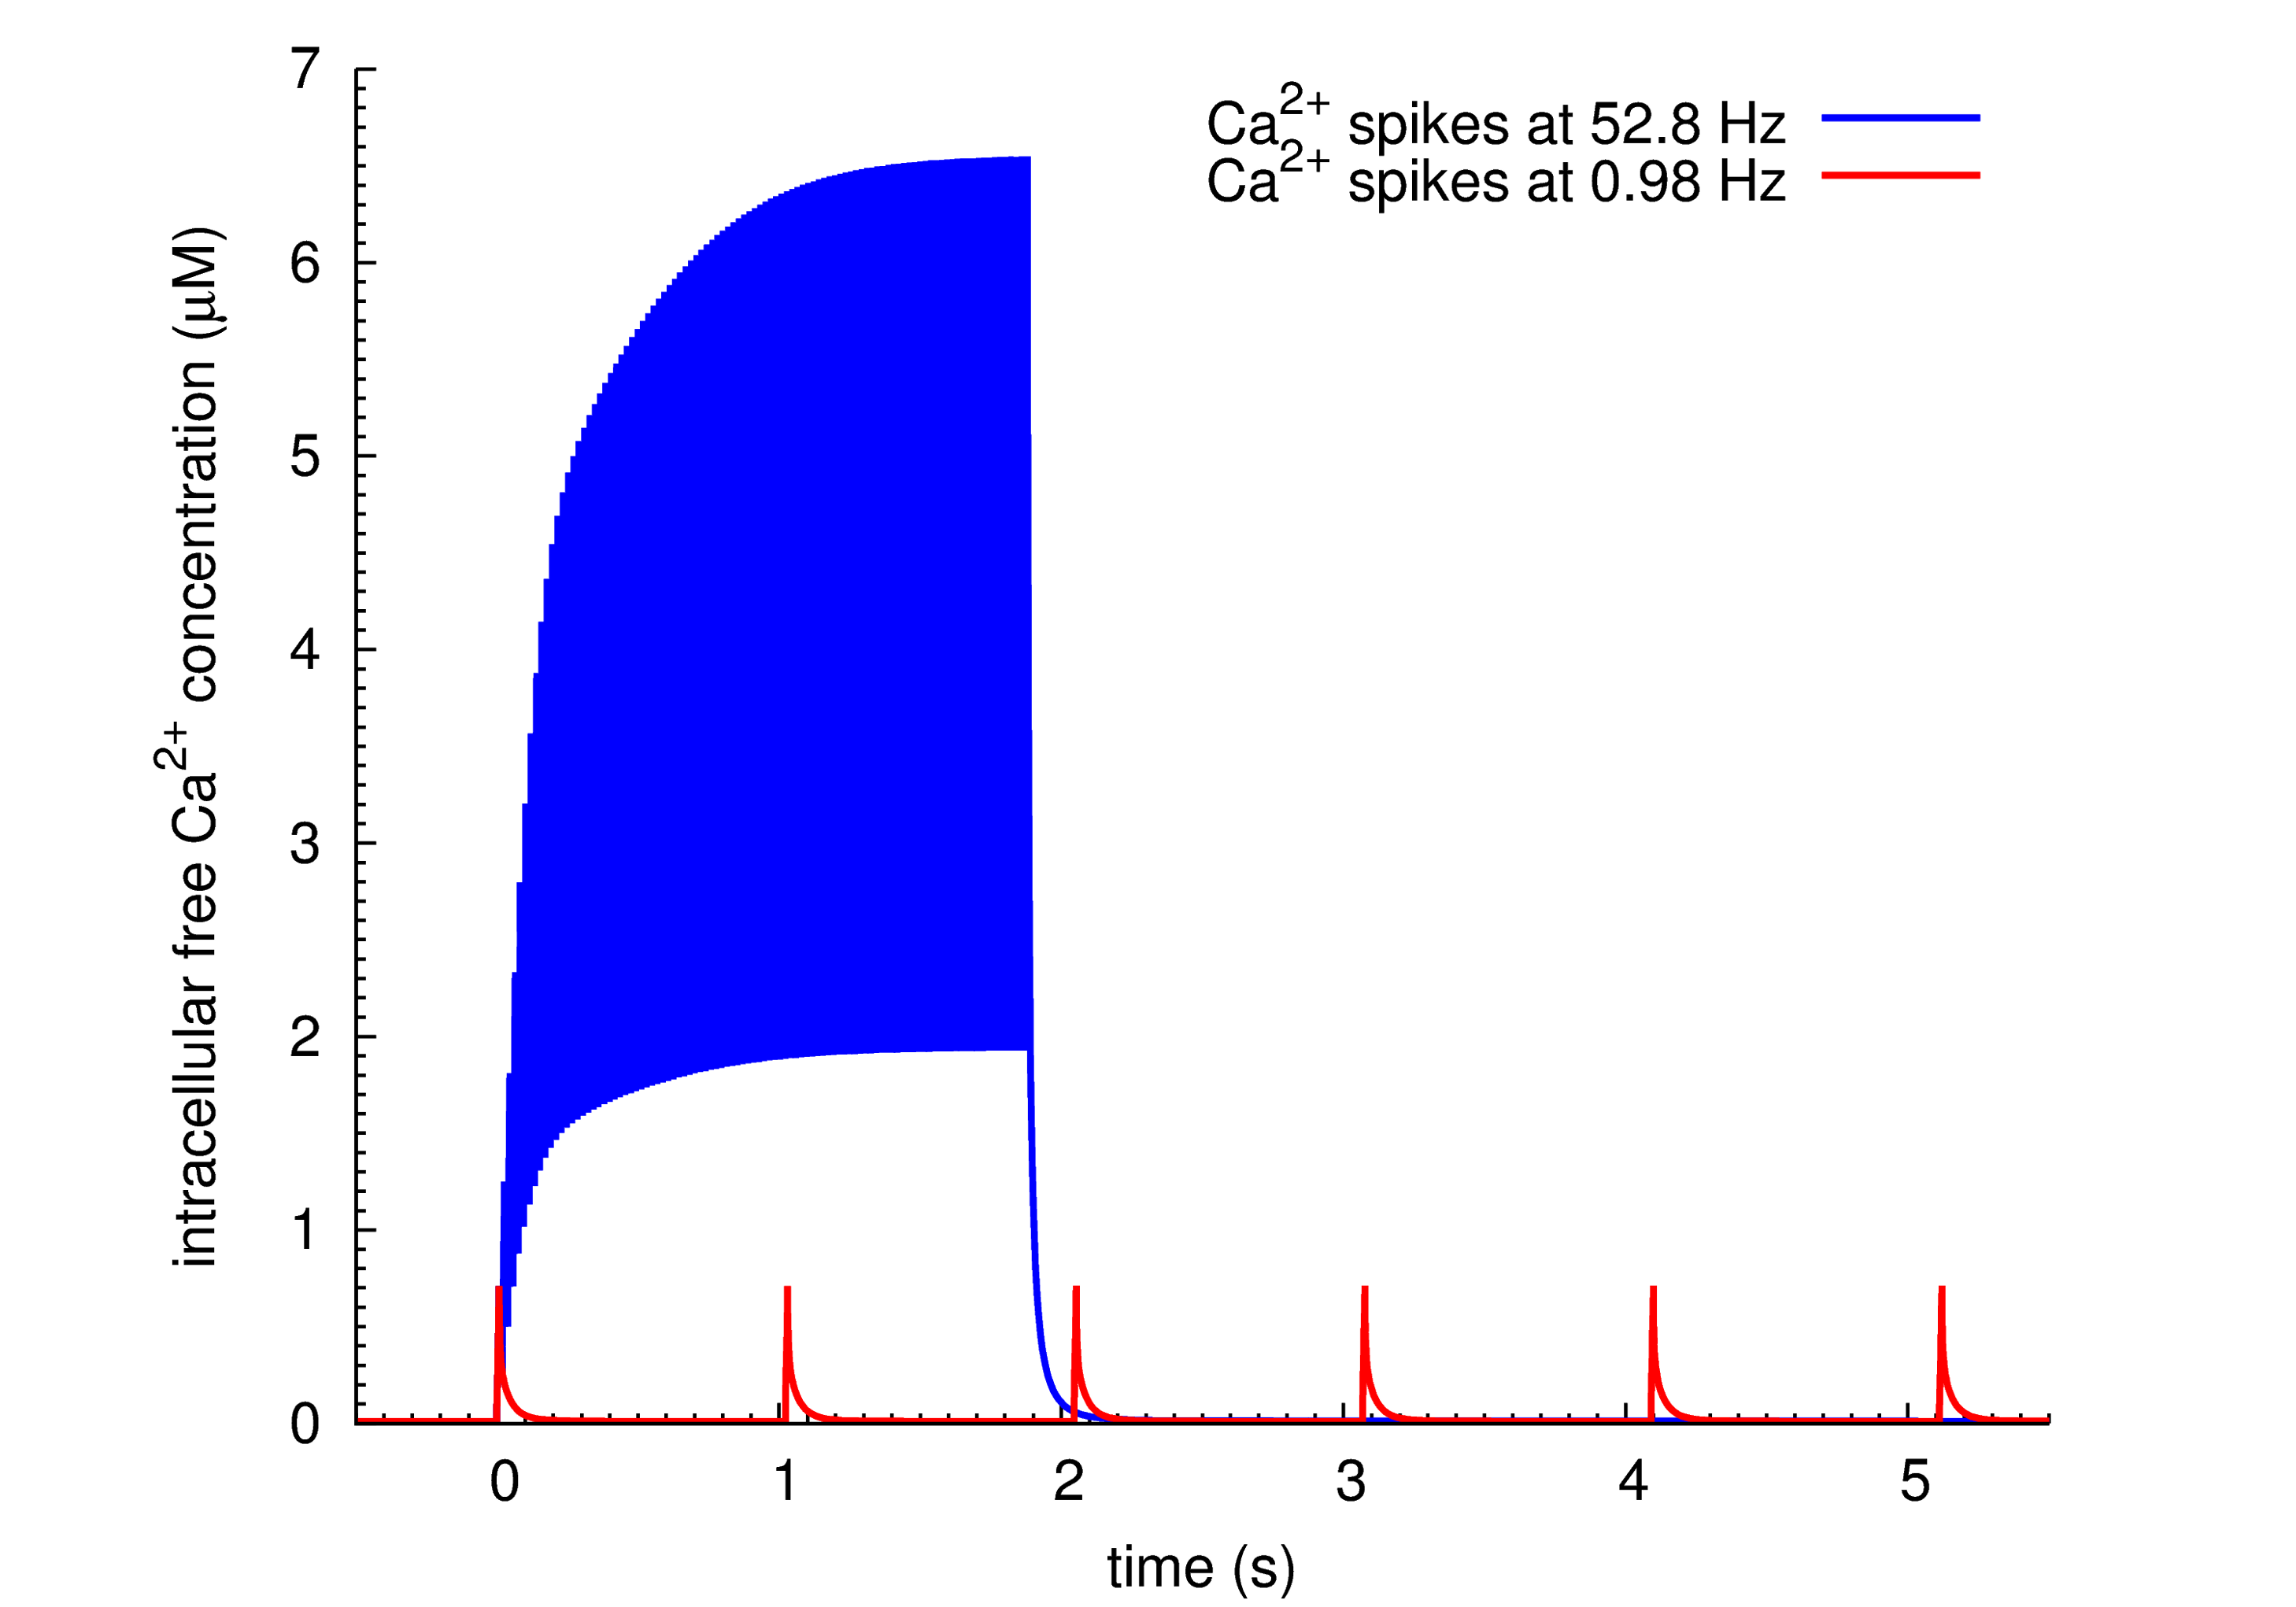 7
6
5
4
3
2
1
0
intracellular free Ca2+ concentration (µM)
Ca2+ spikes at 52.8 Hz
Ca2+ spikes at 0.98 Hz
0 1 2 3 4 5
time (s)